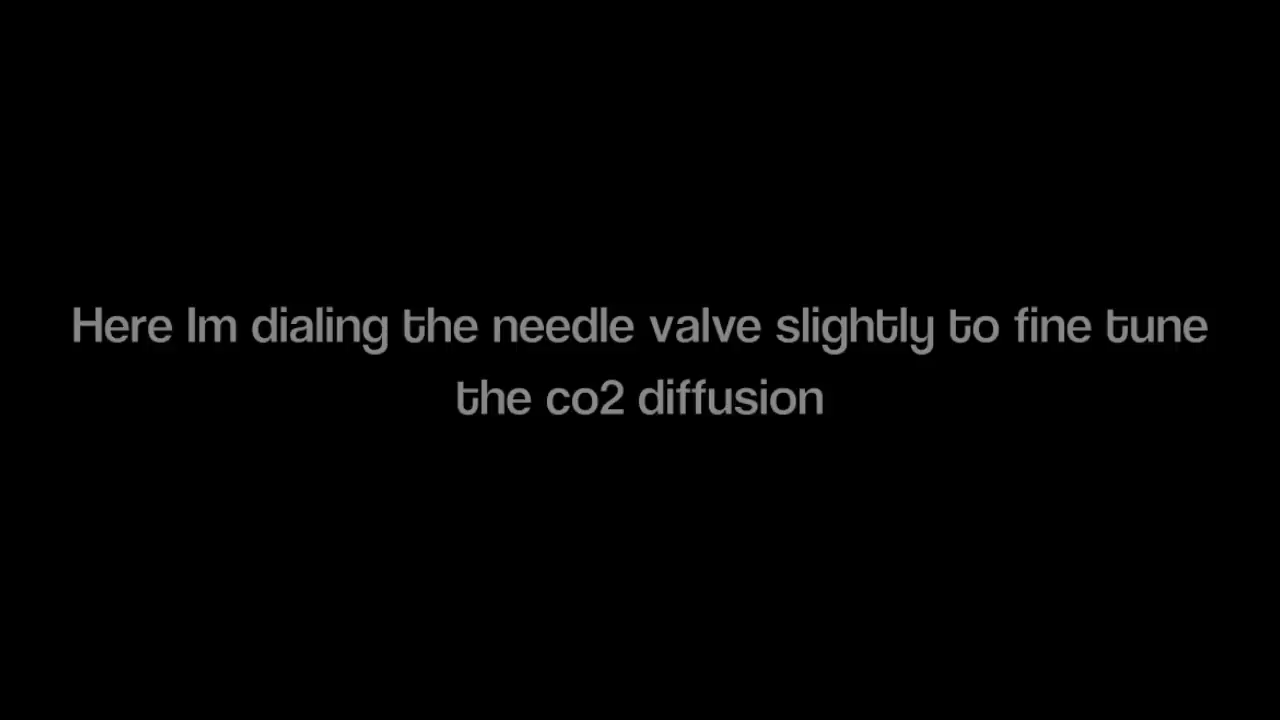 Here Im dialing the needle valve slightly to fine tune
the co2 diffusion